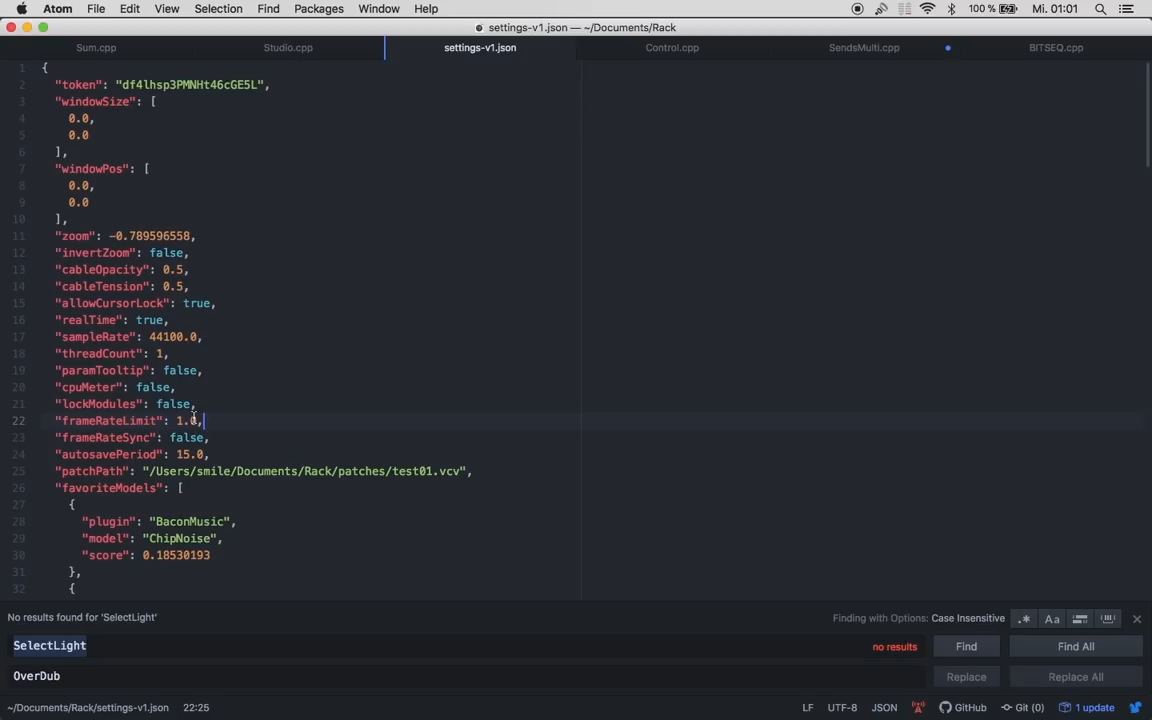 Atom File Edit View Selection Find Packages Window Help 100 % Mi. 01:01
settings-v1.json — ~/Documents/Rack
Sum.cpp Studio.cpp settings-v1.json Control.cpp SendsMulti.cpp BITSEQ.cpp
1 {
2 "token": "df4lhsp3PMNHt46cGE5L",
3 "windowSize": [
4 0.0,
5 0.0
6 ],
7 "windowPos": [
8 0.0,
9 0.0
10 ],
11 "zoom": -0.789596558,
12 "invertZoom": false,
13 "cableOpacity": 0.5,
14 "cableTension": 0.5,
15 "allowCursorLock": true,
16 "realTime": true,
17 "sampleRate": 44100.0,
18 "threadCount": 1,
19 "paramTooltip": false,
20 "cpuMeter": false,
21 "lockModules": false,
22 "frameRateLimit": 1.0,
23 "frameRateSync": false,
24 "autosavePeriod": 15.0,
25 "patchPath": "/Users/smile/Documents/Rack/patches/test01.vcv",
26 "favoriteModels": [
27 {
28 "plugin": "BaconMusic",
29 "model": "ChipNoise",
30 "score": 0.18530193
31 },
32 {
No results found for 'SelectLight' Finding with Options: Case Insensitive .* Aa
SelectLight no results Find Find All
OverDub Replace Replace All
~/Documents/Rack/settings-v1.json 22:25 LF UTF-8 JSON GitHub Git (0) 1 update